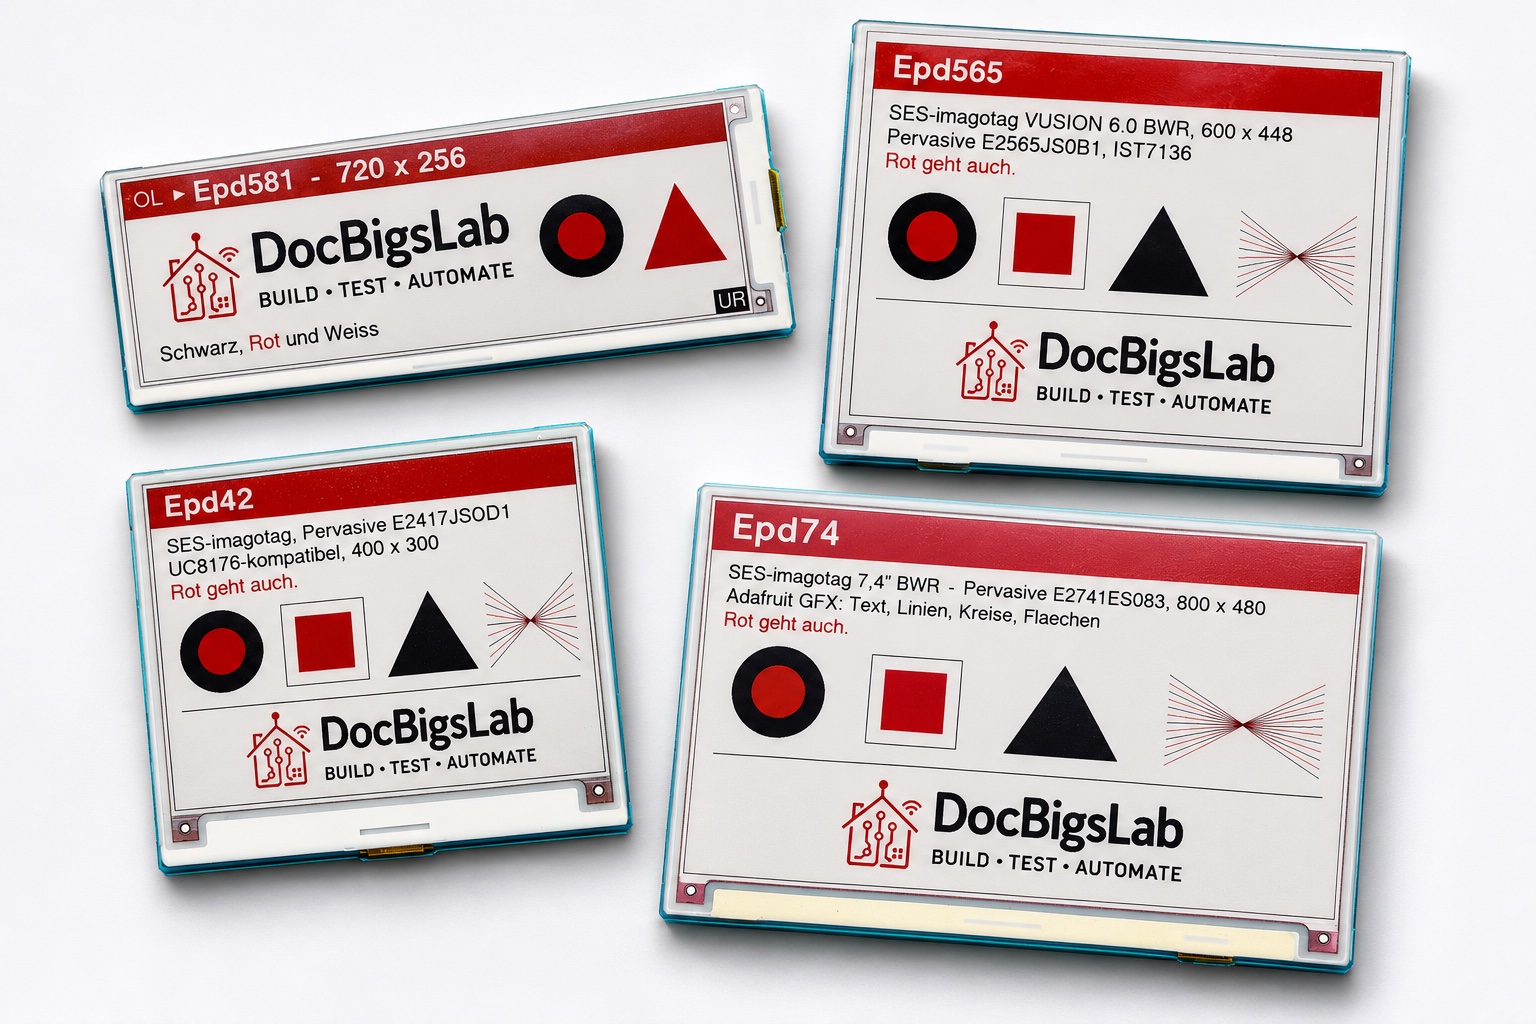 OL ► Epd581 - 720 x 256
DocBigsLab
BUILD • TEST • AUTOMATE
UR
Schwarz, Rot und Weiss
Epd565
SES-imagotag VUSION 6.0 BWR, 600 x 448
Pervasive E2565JS0B1, IST7136
Rot geht auch.
DocBigsLab
BUILD • TEST • AUTOMATE
Epd42
SES-imagotag, Pervasive E2417JSOD1
UC8176-kompatibel, 400 x 300
Rot geht auch.
DocBigsLab
BUILD • TEST • AUTOMATE
Epd74
SES-imagotag 7,4" BWR - Pervasive E2741ES083, 800 x 480
Adafruit GFX: Text, Linien, Kreise, Flaechen
Rot geht auch.
DocBigsLab
BUILD • TEST • AUTOMATE